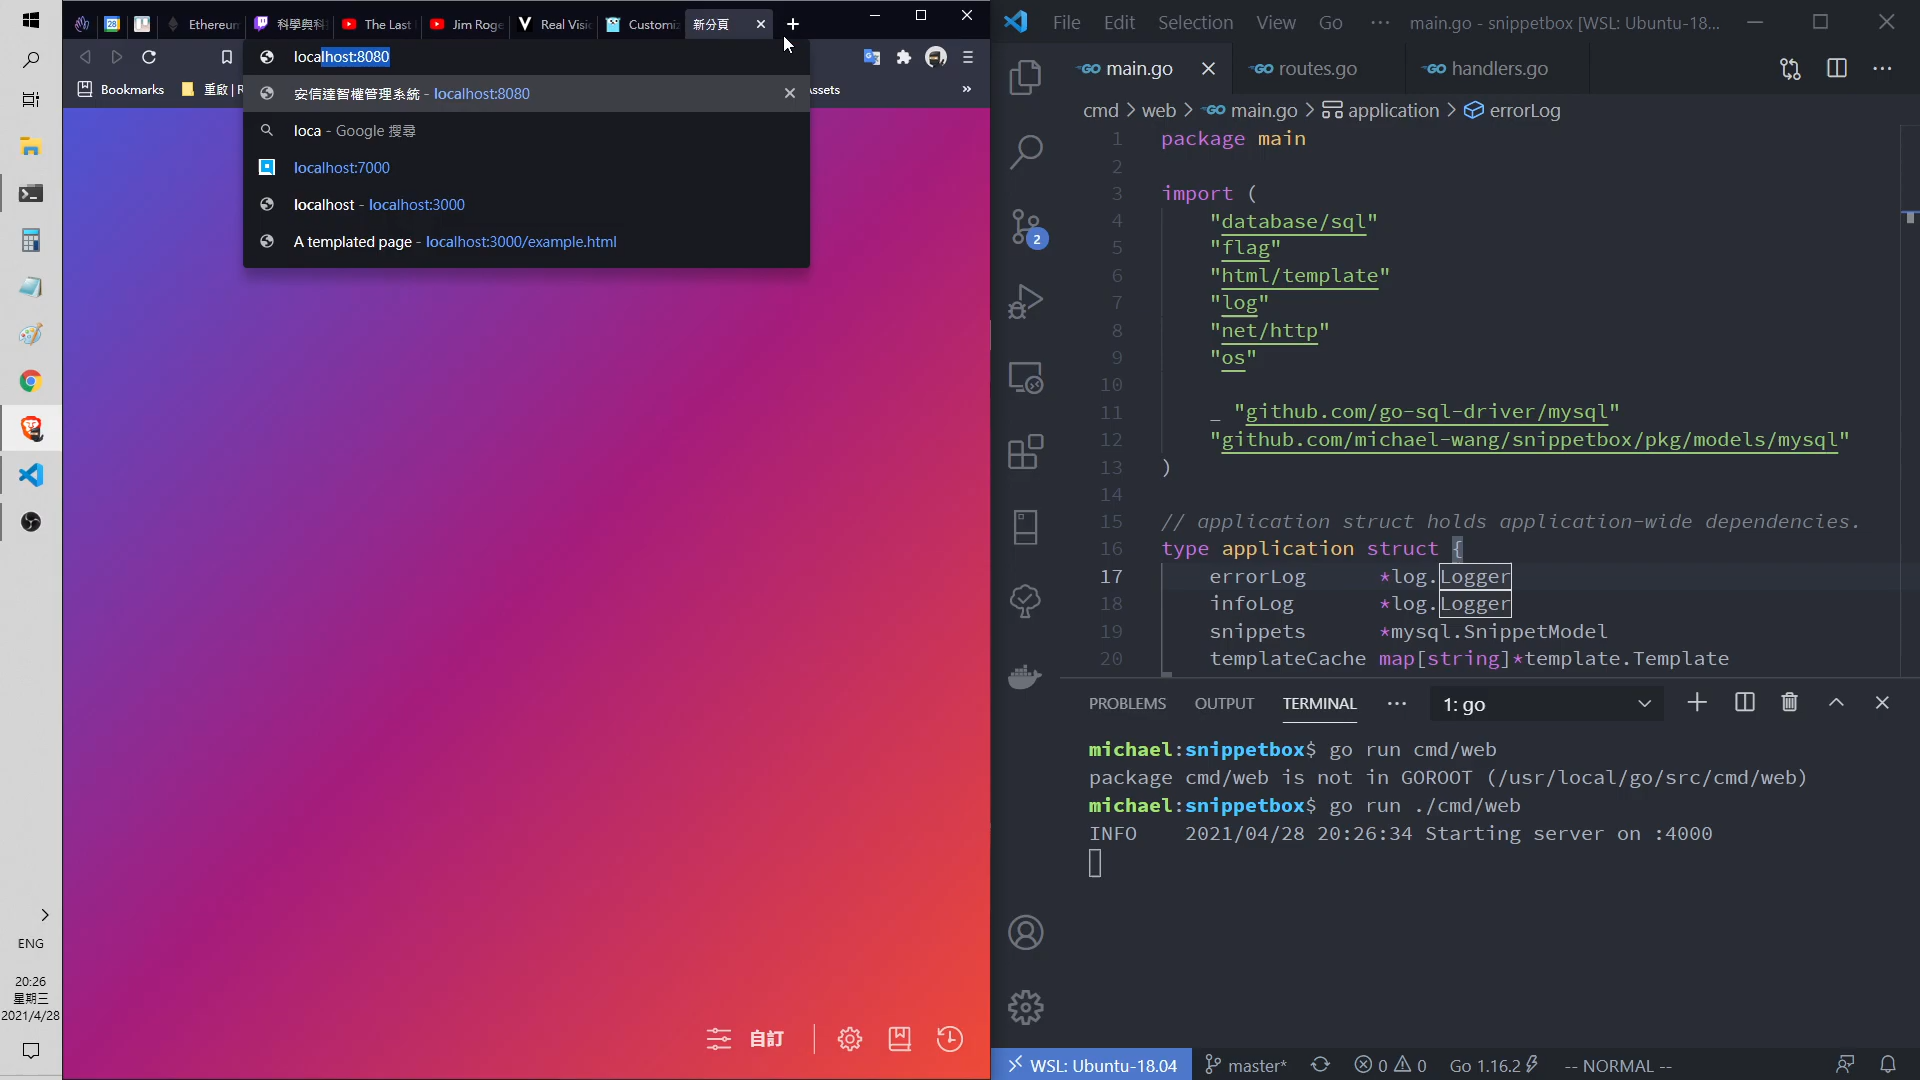 Ethereum
科學與科
The Last
Jim Roge
Real Visi
Customiz
新分頁
localhost:8080
Bookmarks
重啟 | R
Assets
安信達智權管理系統 - localhost:8080
loca - Google 搜尋
localhost:7000
localhost - localhost:3000
A templated page - localhost:3000/example.html
自訂
ENG
20:26
星期三
2021/4/28
File Edit Selection View Go ··· main.go - snippetbox [WSL: Ubuntu-18...
main.go
routes.go
handlers.go
cmd > web > main.go > application > errorLog
1 package main
2
3 import (
4 "database/sql"
5 "flag"
6 "html/template"
7 "log"
8 "net/http"
9 "os"
10
11 _ "github.com/go-sql-driver/mysql"
12 "github.com/michael-wang/snippetbox/pkg/models/mysql"
13 )
14
15 // application struct holds application-wide dependencies.
16 type application struct {
17 errorLog *log.Logger
18 infoLog *log.Logger
19 snippets *mysql.SnippetModel
20 templateCache map[string]*template.Template
2
PROBLEMS OUTPUT TERMINAL ··· 1: go
michael:snippetbox$ go run cmd/web
package cmd/web is not in GOROOT (/usr/local/go/src/cmd/web)
michael:snippetbox$ go run ./cmd/web
INFO 2021/04/28 20:26:34 Starting server on :4000
WSL: Ubuntu-18.04 master* 0 0 Go 1.16.2 -- NORMAL --